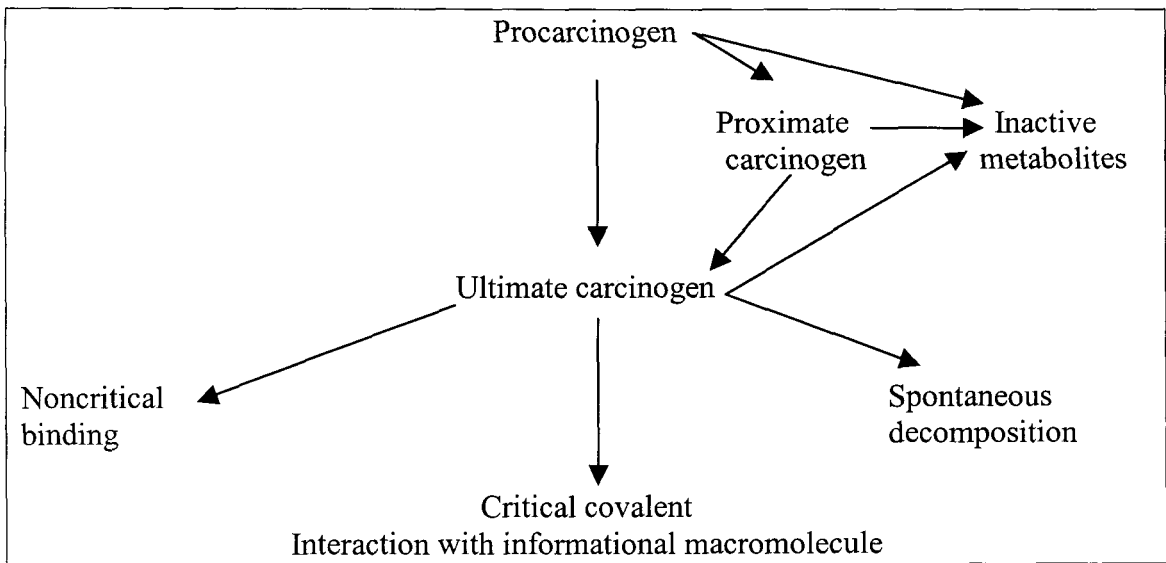 Procarcinogen
Proximate
carcinogen
Inactive
metabolites
Ultimate carcinogen
Noncritical
binding
Spontaneous
decomposition
Critical covalent
Interaction with informational macromolecule